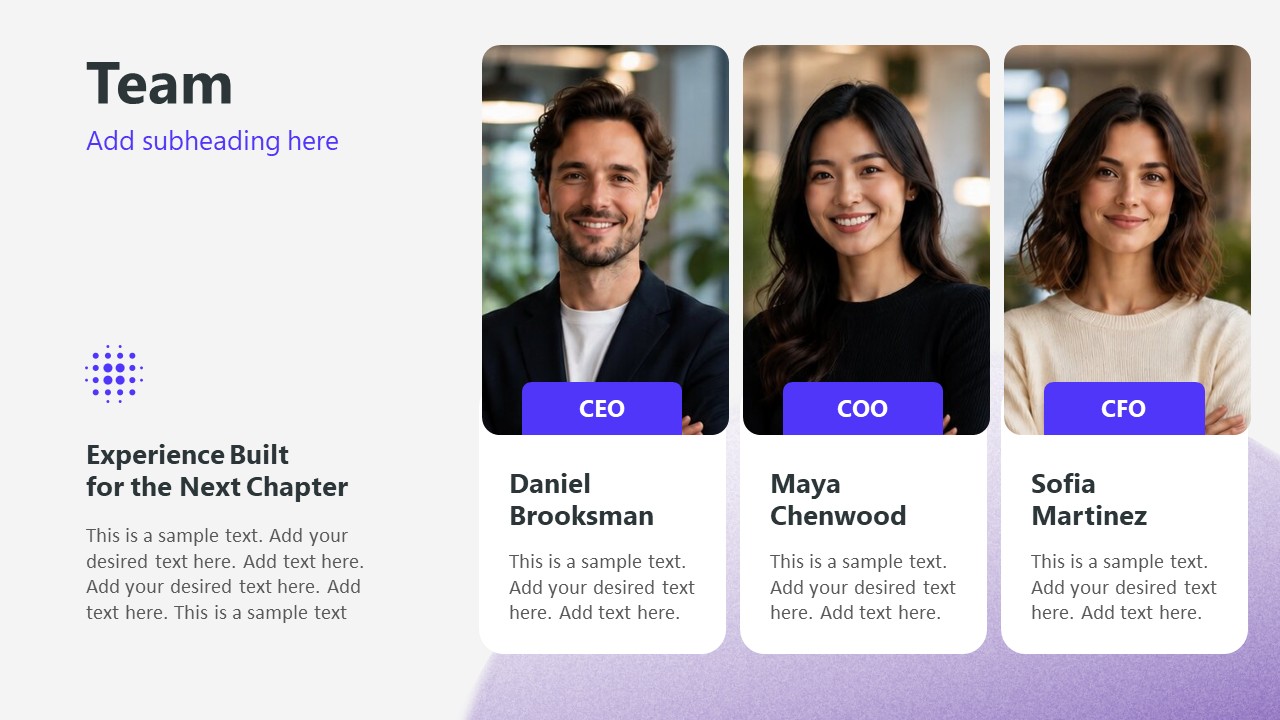 Team
Add subheading here
Experience Built
for the Next Chapter
This is a sample text. Add your
desired text here. Add text here.
Add your desired text here. Add
text here. This is a sample text
CEO
Daniel
Brooksman
This is a sample text.
Add your desired text
here. Add text here.
COO
Maya
Chenwood
This is a sample text.
Add your desired text
here. Add text here.
CFO
Sofia
Martinez
This is a sample text.
Add your desired text
here. Add text here.